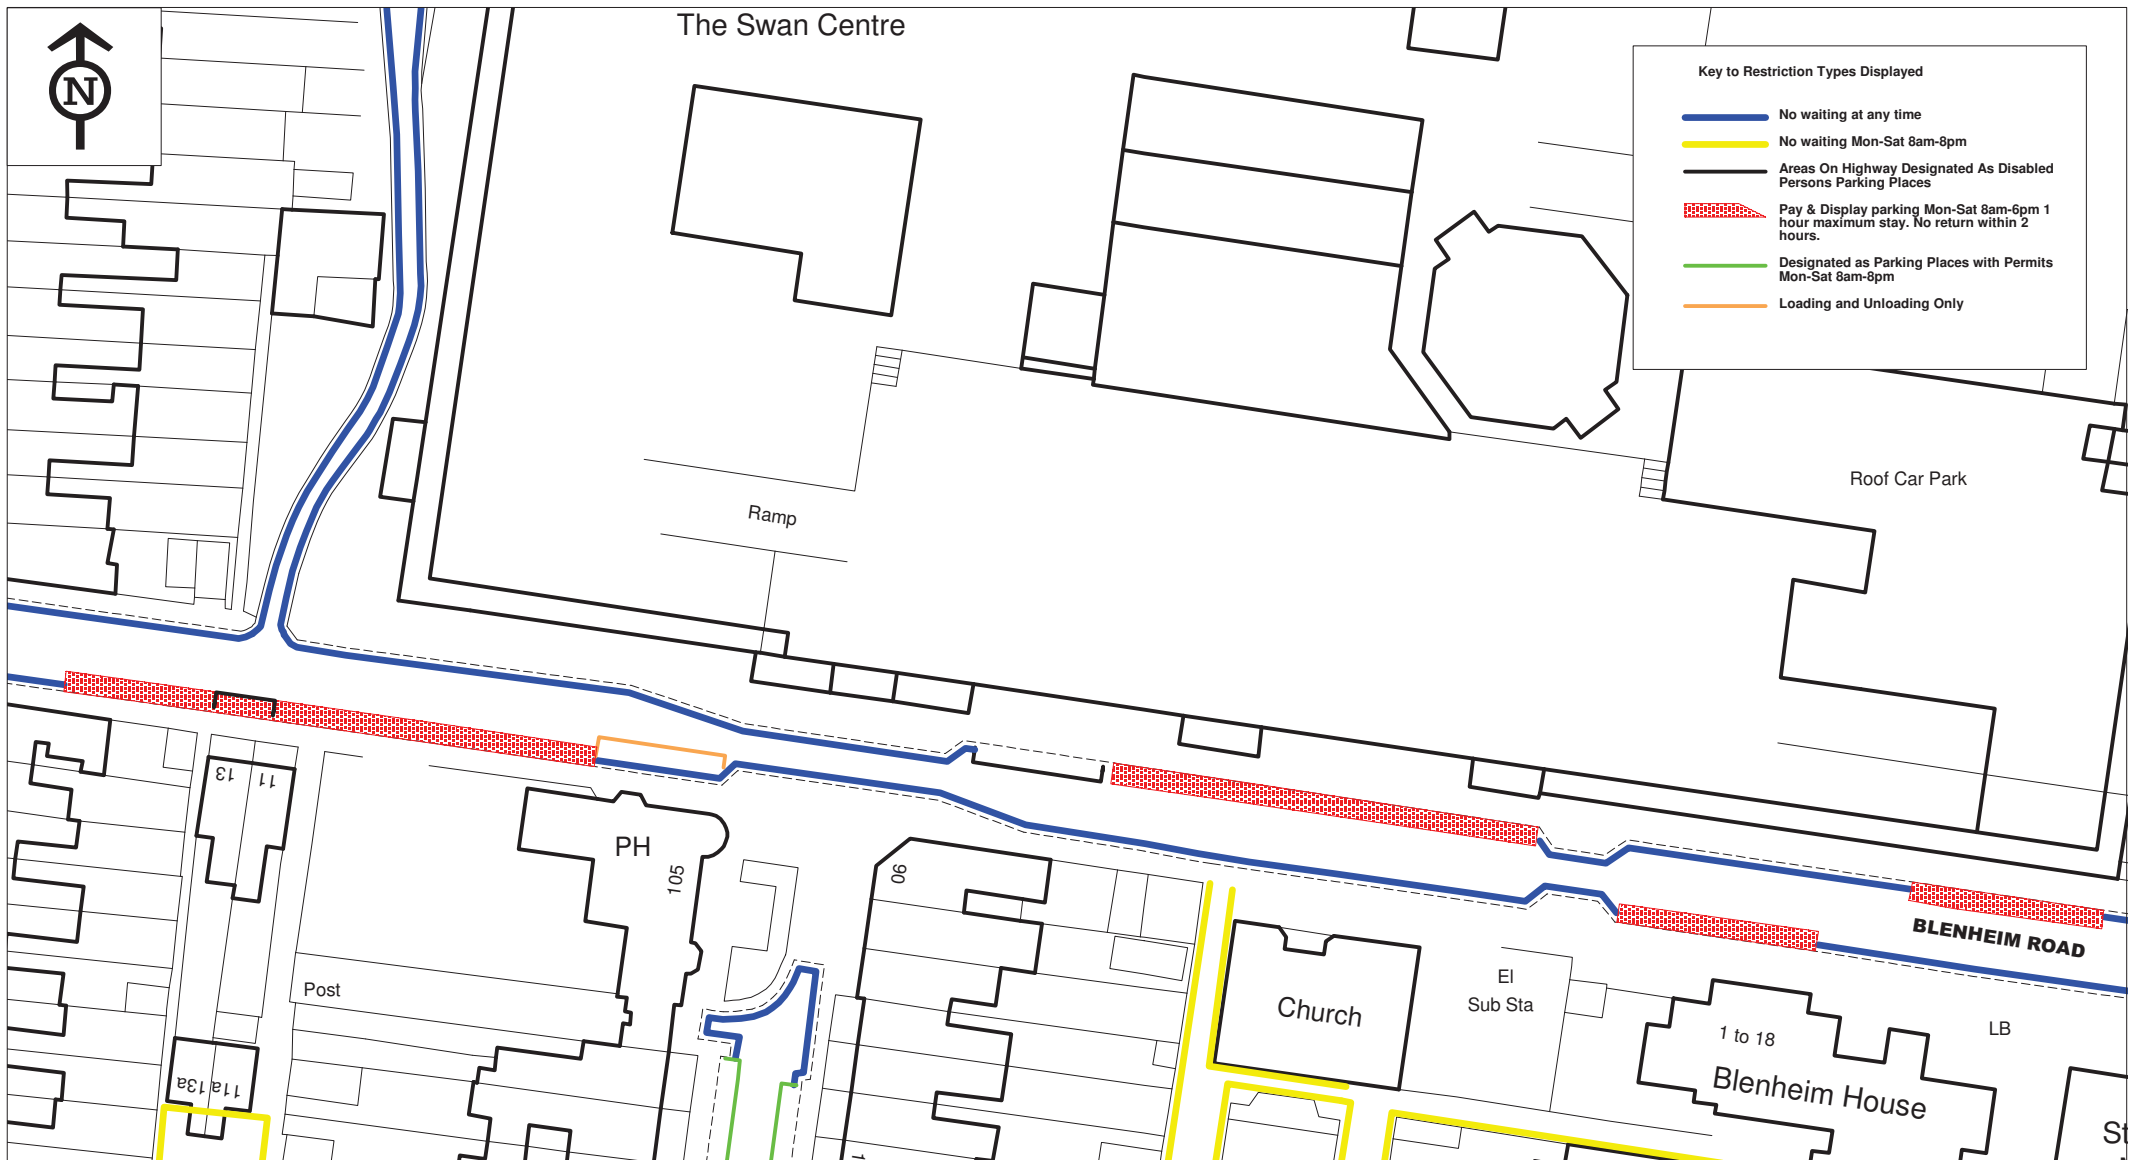 The Swan Centre
N
Key to Restriction Types Displayed
No waiting at any time
No waiting Mon-Sat 8am-8pm
Areas On Highway Designated As Disabled
Persons Parking Places
Pay & Display parking Mon-Sat 8am-6pm 1
hour maximum stay. No return within 2
hours.
Designated as Parking Places with Permits
Mon-Sat 8am-8pm
Loading and Unloading Only
Roof Car Park
Ramp
13
11
PH
105
90
BLENHEIM ROAD
Post
Church
El
Sub Sta
1 to 18
LB
Blenheim House
13a
11a
St